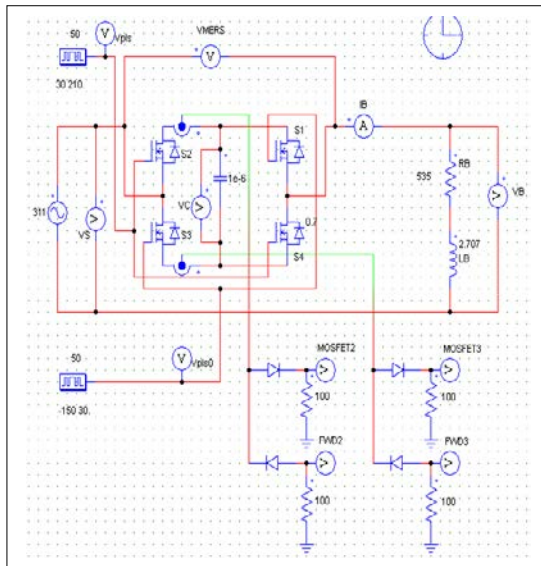 50
V
Vpls
30 210.
VMERS
V
IB
A
S1
S2
1e-6
VC
V
535
RB
V
VB.
311
VS
V
S3
0.7
S4
2.707
LB
50
V
Vpls0
-150 30.
MOSFET2
V
100
MOSFET3
V
100
FWD2
V
100
FWD3
V
100